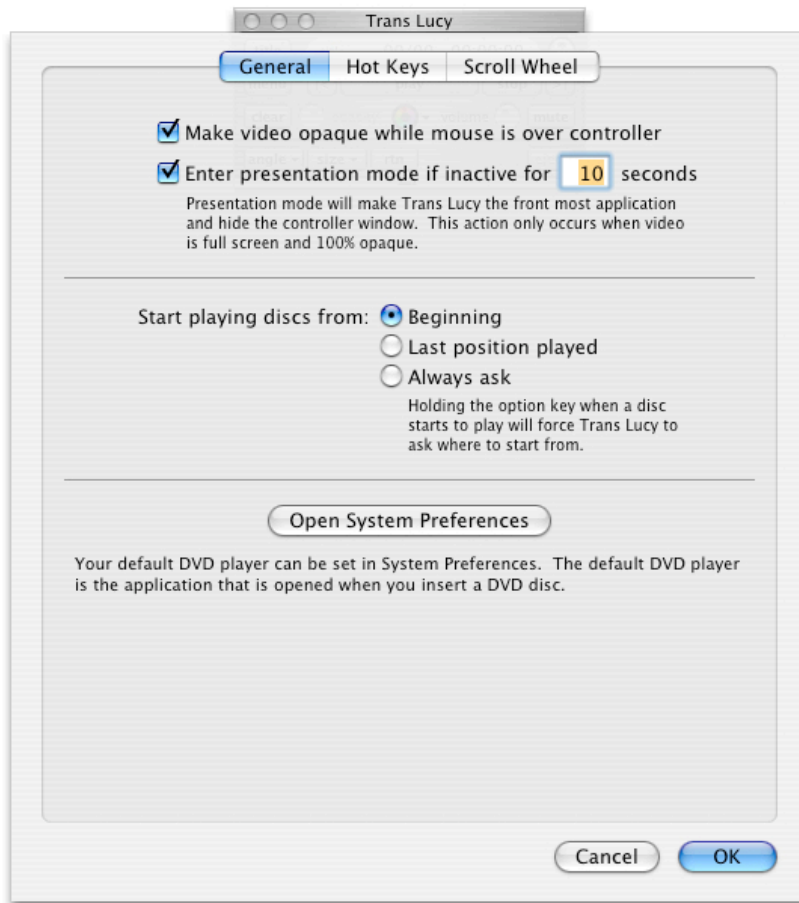 Trans Lucy
General Hot Keys Scroll Wheel
Make video opaque while mouse is over controller
Enter presentation mode if inactive for 10 seconds
Presentation mode will make Trans Lucy the front most application
and hide the controller window. This action only occurs when video
is full screen and 100% opaque.
Start playing discs from: Beginning
Last position played
Always ask
Holding the option key when a disc
starts to play will force Trans Lucy to
ask where to start from.
Open System Preferences
Your default DVD player can be set in System Preferences. The default DVD player
is the application that is opened when you insert a DVD disc.
Cancel OK